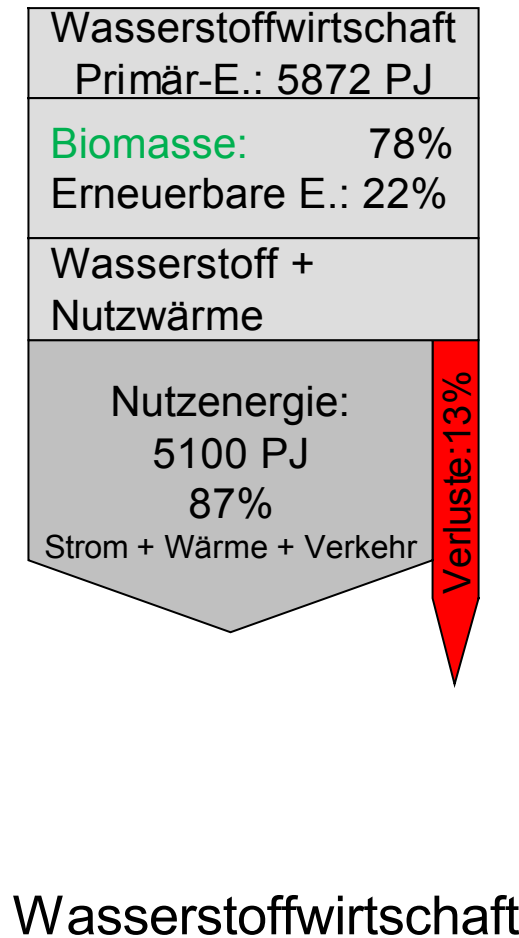 Wasserstoffwirtschaft
Primär-E.: 5872 PJ
Biomasse: 78%
Erneuerbare E.: 22%
Wasserstoff +
Nutzwärme
Nutzenergie:
5100 PJ
87%
Strom + Wärme + Verkehr
Verluste:13%
Wasserstoffwirtschaft